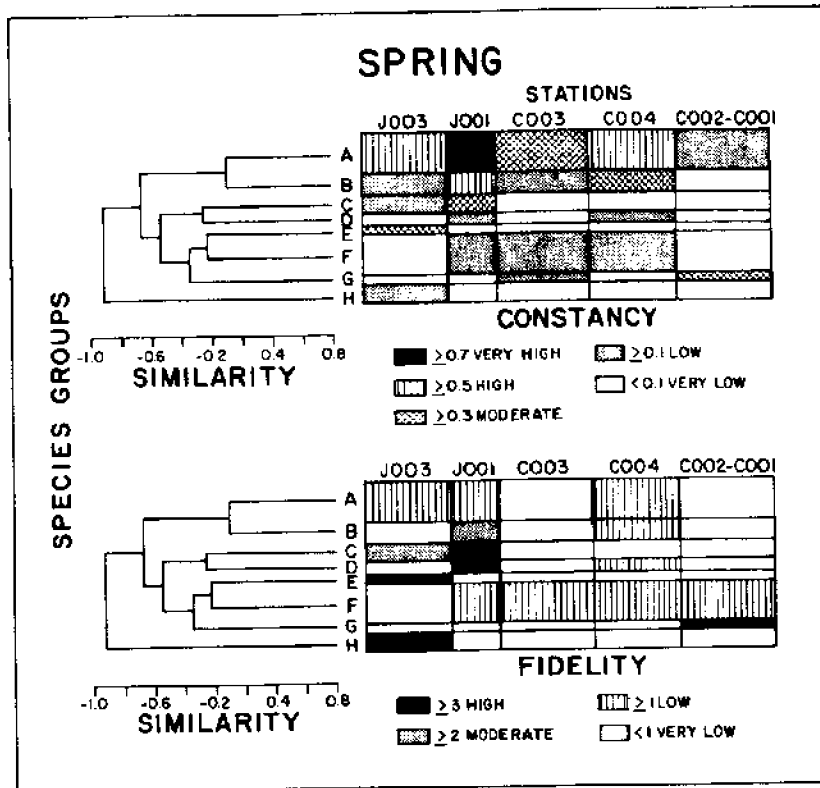 SPRING
STATIONS
J003 J001 C003 C004 C002-C001
A
B
C
D
E
F
G
H
SPECIES GROUPS
CONSTANCY
-1.0 -0.6 -0.2 0.4 0.8
SIMILARITY
≥0.7 VERY HIGH
≥0.1 LOW
≥0.5 HIGH
<0.1 VERY LOW
≥0.3 MODERATE
J003 J001 C003 C004 C002-C001
A
B
C
D
E
F
G
H
FIDELITY
-1.0 -0.6 -0.2 0.4 0.8
SIMILARITY
≥3 HIGH
≥1 LOW
≥2 MODERATE
<1 VERY LOW